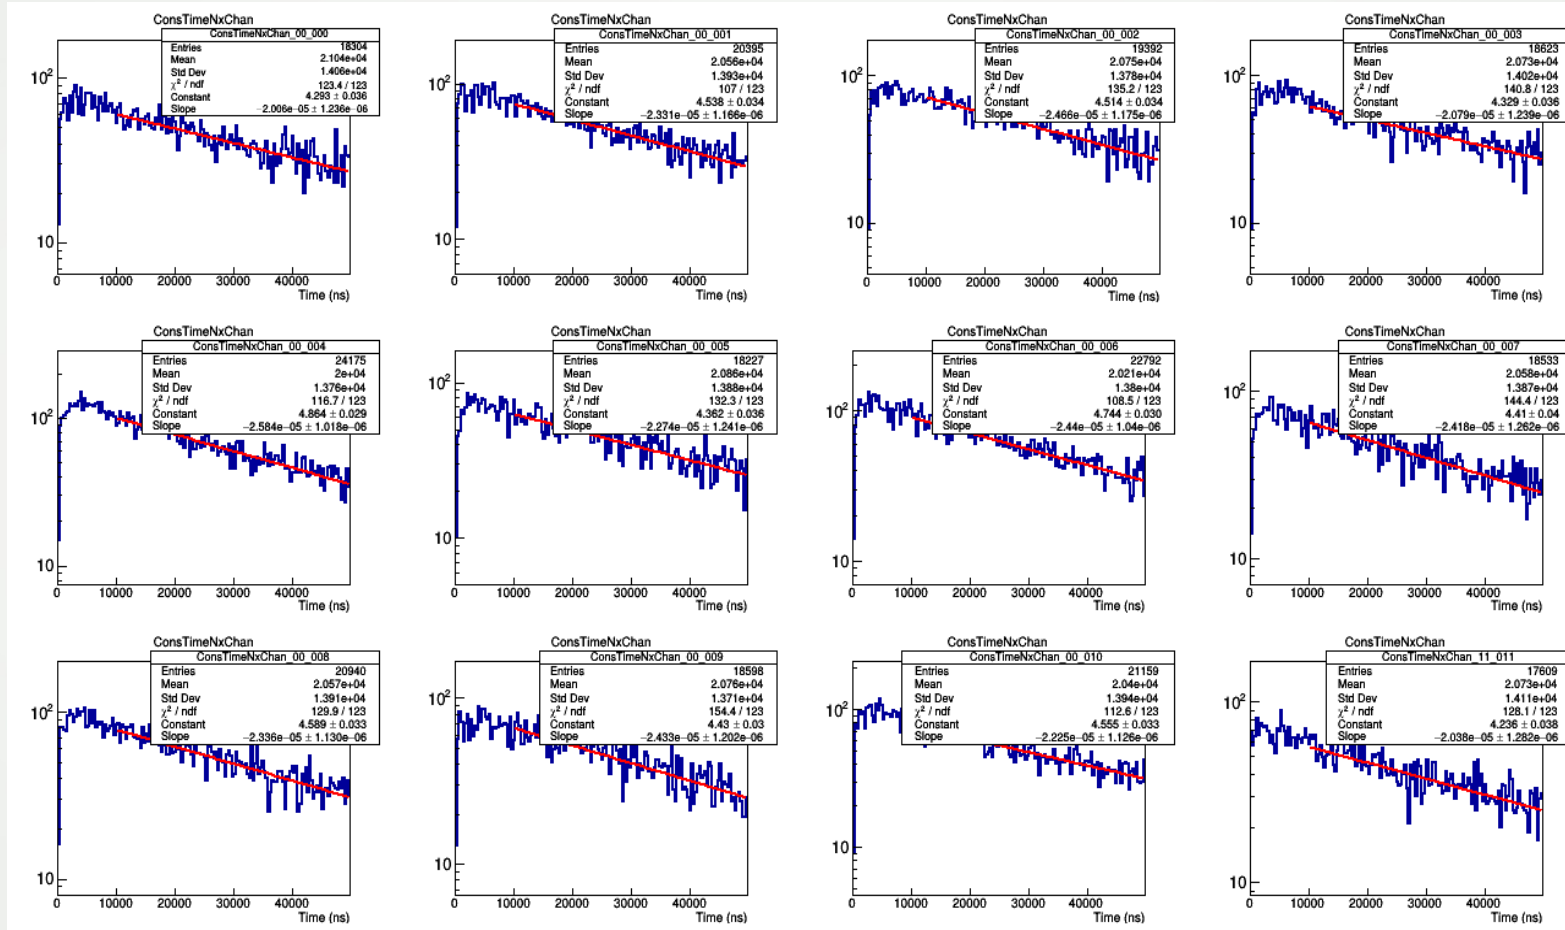 ConsTimeNxChan
ConsTimeNxChan_00_000
Entries 18304
Mean 2.104e+04
Std Dev 1.406e+04
χ² / ndf 123.4 / 123
Constant 4.293 ± 0.036
Slope −2.006e−05 ± 1.236e−06
10²
10
0 10000 20000 30000 40000
Time (ns)
ConsTimeNxChan
ConsTimeNxChan_00_001
Entries 20395
Mean 2.056e+04
Std Dev 1.393e+04
χ² / ndf 107 / 123
Constant 4.538 ± 0.034
Slope −2.331e−05 ± 1.166e−06
10²
10
0 10000 20000 30000 40000
Time (ns)
ConsTimeNxChan
ConsTimeNxChan_00_002
Entries 19392
Mean 2.075e+04
Std Dev 1.378e+04
χ² / ndf 135.2 / 123
Constant 4.514 ± 0.034
Slope −2.466e−05 ± 1.175e−06
10²
10
0 10000 20000 30000 40000
Time (ns)
ConsTimeNxChan
ConsTimeNxChan_00_003
Entries 18623
Mean 2.073e+04
Std Dev 1.402e+04
χ² / ndf 140.8 / 123
Constant 4.329 ± 0.036
Slope −2.079e−05 ± 1.239e−06
10²
10
0 10000 20000 30000 40000
Time (ns)
ConsTimeNxChan
ConsTimeNxChan_00_004
Entries 24175
Mean 2e+04
Std Dev 1.376e+04
χ² / ndf 116.7 / 123
Constant 4.864 ± 0.029
Slope −2.584e−05 ± 1.018e−06
10²
10
0 10000 20000 30000 40000
Time (ns)
ConsTimeNxChan
ConsTimeNxChan_00_005
Entries 18227
Mean 2.086e+04
Std Dev 1.388e+04
χ² / ndf 132.3 / 123
Constant 4.362 ± 0.036
Slope −2.274e−05 ± 1.241e−06
10²
10
0 10000 20000 30000 40000
Time (ns)
ConsTimeNxChan
ConsTimeNxChan_00_006
Entries 22792
Mean 2.021e+04
Std Dev 1.38e+04
χ² / ndf 108.5 / 123
Constant 4.744 ± 0.030
Slope −2.44e−05 ± 1.04e−06
10²
10
0 10000 20000 30000 40000
Time (ns)
ConsTimeNxChan
ConsTimeNxChan_00_007
Entries 18533
Mean 2.058e+04
Std Dev 1.387e+04
χ² / ndf 144.4 / 123
Constant 4.41 ± 0.04
Slope −2.418e−05 ± 1.262e−06
10²
10
0 10000 20000 30000 40000
Time (ns)
ConsTimeNxChan
ConsTimeNxChan_00_008
Entries 20940
Mean 2.057e+04
Std Dev 1.391e+04
χ² / ndf 129.9 / 123
Constant 4.589 ± 0.033
Slope −2.336e−05 ± 1.130e−06
10²
10
0 10000 20000 30000 40000
Time (ns)
ConsTimeNxChan
ConsTimeNxChan_00_009
Entries 18598
Mean 2.076e+04
Std Dev 1.371e+04
χ² / ndf 154.4 / 123
Constant 4.43 ± 0.03
Slope −2.433e−05 ± 1.202e−06
10²
10
0 10000 20000 30000 40000
Time (ns)
ConsTimeNxChan
ConsTimeNxChan_00_010
Entries 21159
Mean 2.04e+04
Std Dev 1.394e+04
χ² / ndf 112.6 / 123
Constant 4.555 ± 0.033
Slope −2.225e−05 ± 1.126e−06
10²
10
0 10000 20000 30000 40000
Time (ns)
ConsTimeNxChan
ConsTimeNxChan_11_011
Entries 17609
Mean 2.073e+04
Std Dev 1.411e+04
χ² / ndf 128.1 / 123
Constant 4.236 ± 0.038
Slope −2.038e−05 ± 1.282e−06
10²
10
0 10000 20000 30000 40000
Time (ns)